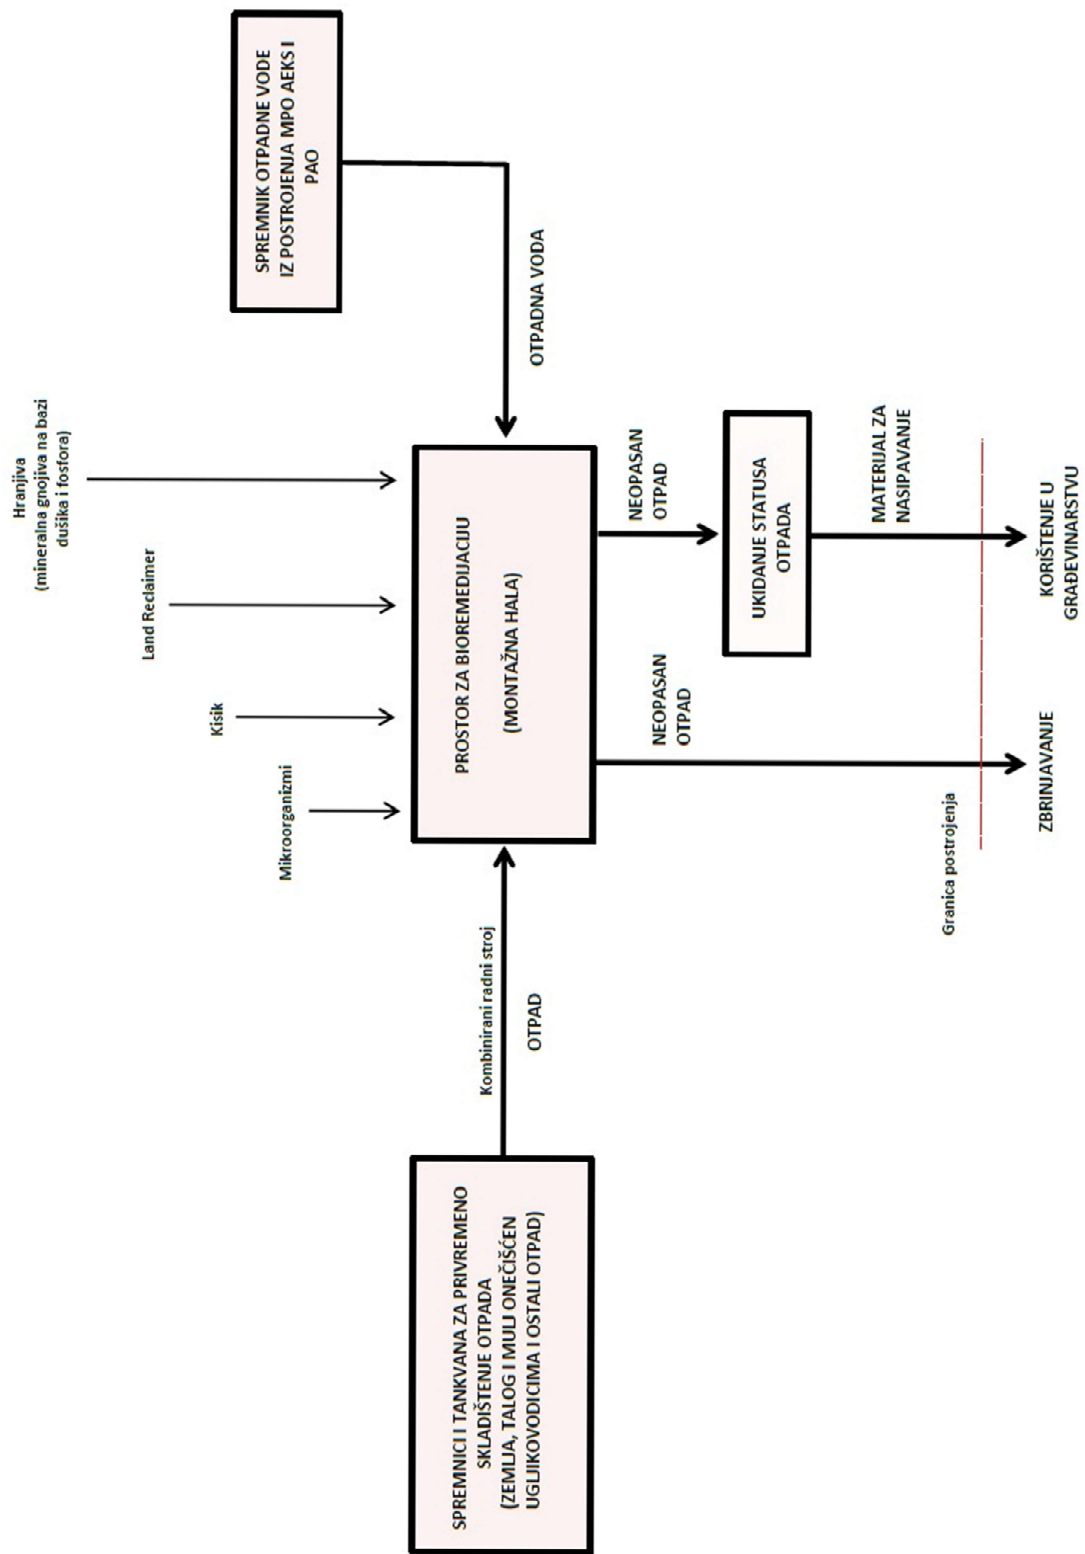 SPREMNIK OTPADNE VODE
IZ POSTROJENJA MPO AEKS I
PAO
Hranjiva
(mineralna gnojiva na bazi
dušika i fosfora)
Land Reclaimer
Kisik
Mikroorganizmi
OTPADNA VODA
PROSTOR ZA BIOREMEDIJACIJU
(MONTAŽNA HALA)
Kombinirani radni stroj
OTPAD
SPREMNICI I TANKVANA ZA PRIVREMENO
SKLADIŠTENJE OTPADA
(ZEMLJA, TALOG I MULJ ONEČIŠĆEN
UGLJIKOVODICIMA I OSTALI OTPAD)
NEOPASAN
OTPAD
NEOPASAN
OTPAD
UKIDANJE STATUSA
OTPADA
MATERIJAL ZA
NASIPAVANJE
Granica postrojenja
ZBRINJAVANJE
KORIŠTENJE U
GRAĐEVINARSTVU